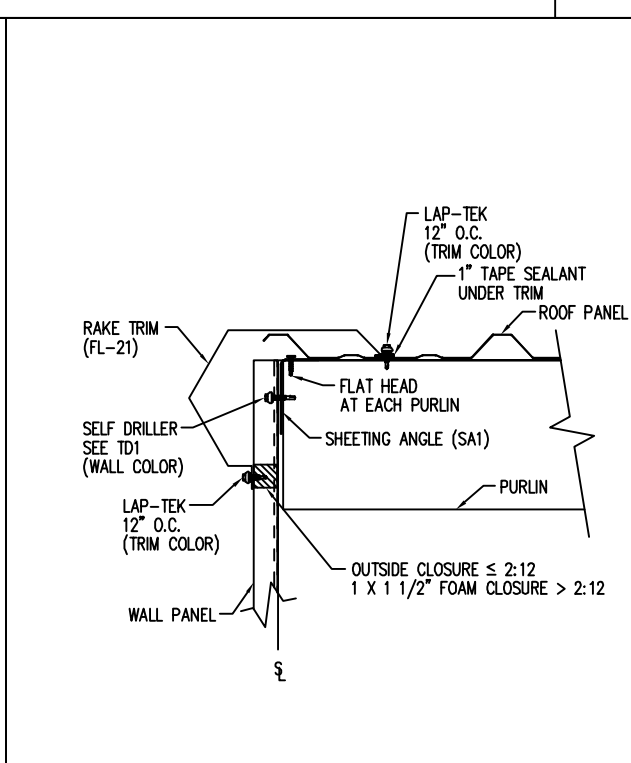 LAP-TEK
12" O.C.
(TRIM COLOR)
1" TAPE SEALANT
UNDER TRIM
ROOF PANEL
RAKE TRIM
(FL-21)
FLAT HEAD
AT EACH PURLIN
SELF DRILLER
SEE TD1
(WALL COLOR)
SHEETING ANGLE (SA1)
PURLIN
LAP-TEK
12" O.C.
(TRIM COLOR)
OUTSIDE CLOSURE ≤ 2:12
1 X 1 1/2" FOAM CLOSURE > 2:12
WALL PANEL
SL